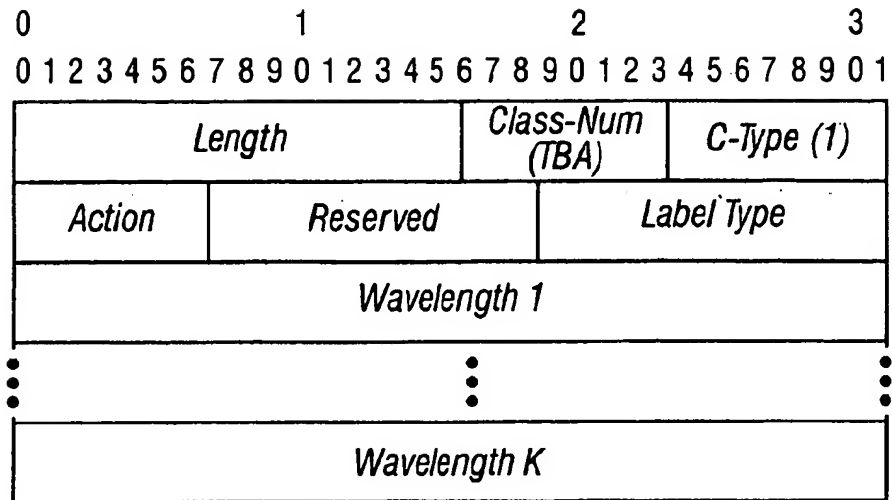 0 1 2 3
0 1 2 3 4 5 6 7 8 9 0 1 2 3 4 5 6 7 8 9 0 1 2 3 4 5 6 7 8 9 0 1
Length Class-Num (TBA) C-Type (1)
Action Reserved Label Type
Wavelength 1
Wavelength K